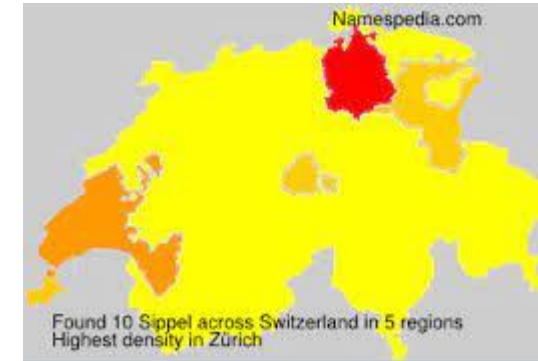 Namespedia.com
Found 10 Sippel across Switzerland in 5 regions
Highest density in Zürich